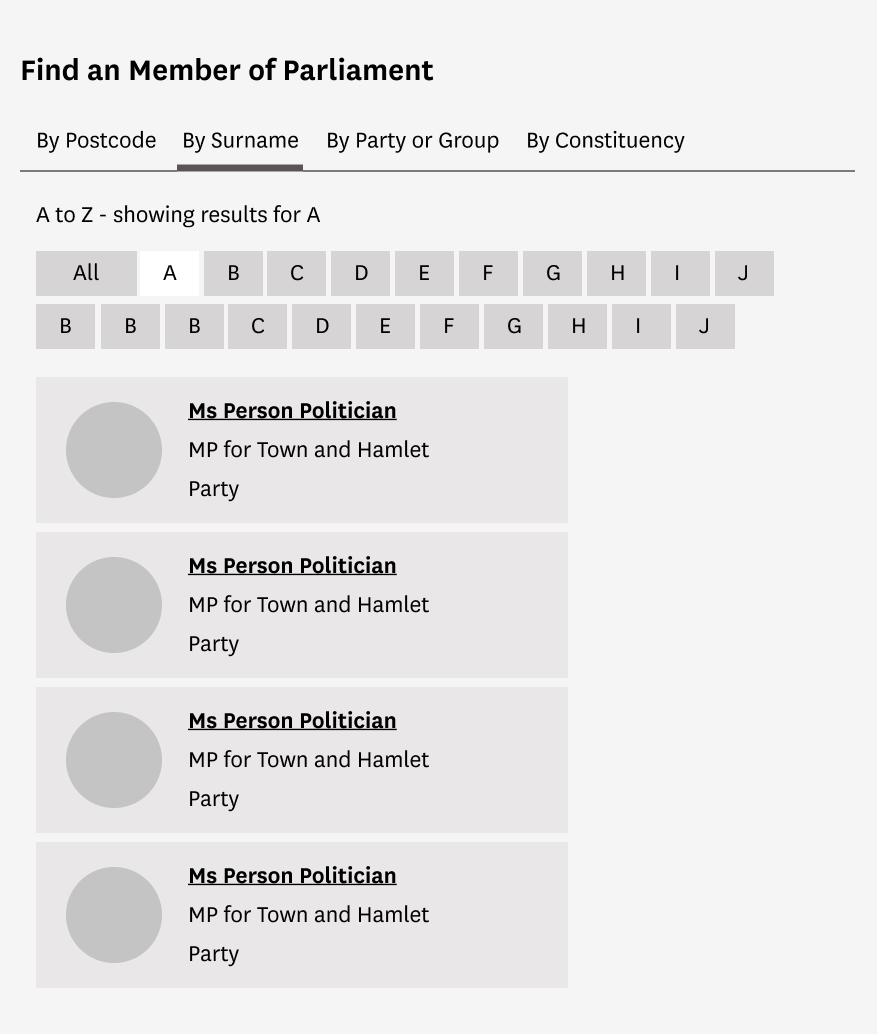 Find an Member of Parliament
By Postcode By Surname By Party or Group By Constituency
A to Z - showing results for A
All A B C D E F G H I J
B B B C D E F G H I J
Ms Person Politician
MP for Town and Hamlet
Party
Ms Person Politician
MP for Town and Hamlet
Party
Ms Person Politician
MP for Town and Hamlet
Party
Ms Person Politician
MP for Town and Hamlet
Party